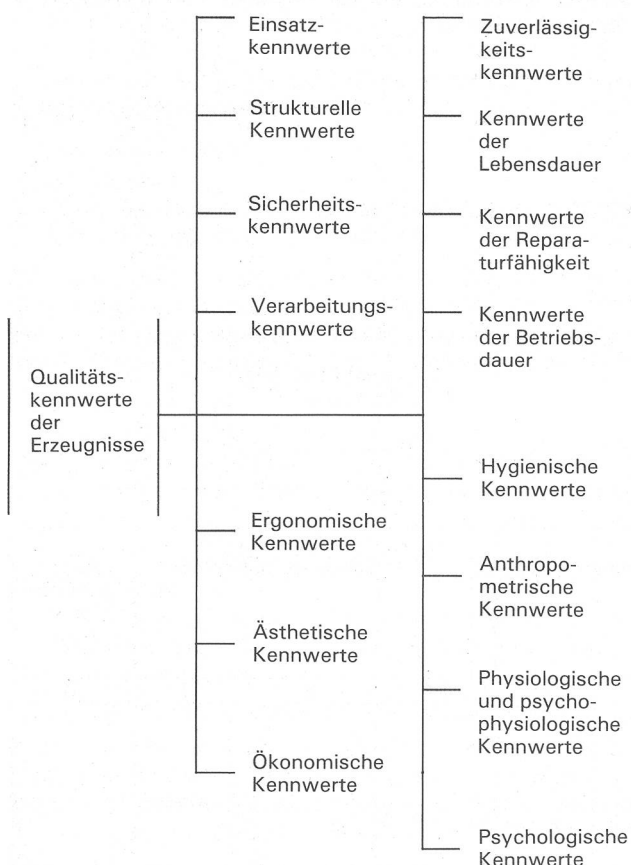 Qualitäts-
kennwerte
der
Erzeugnisse
Einsatz-
kennwerte
Strukturelle
Kennwerte
Sicherheits-
kennwerte
Verarbeitungs-
kennwerte
Ergonomische
Kennwerte
Ästhetische
Kennwerte
Ökonomische
Kennwerte
Zuverlässig-
keits-
kennwerte
Kennwerte
der
Lebensdauer
Kennwerte
der Repara-
turfähigkeit
Kennwerte
der Betriebs-
dauer
Hygienische
Kennwerte
Anthropo-
metrische
Kennwerte
Physiologische
und psycho-
physiologische
Kennwerte
Psychologische
Kennwerte